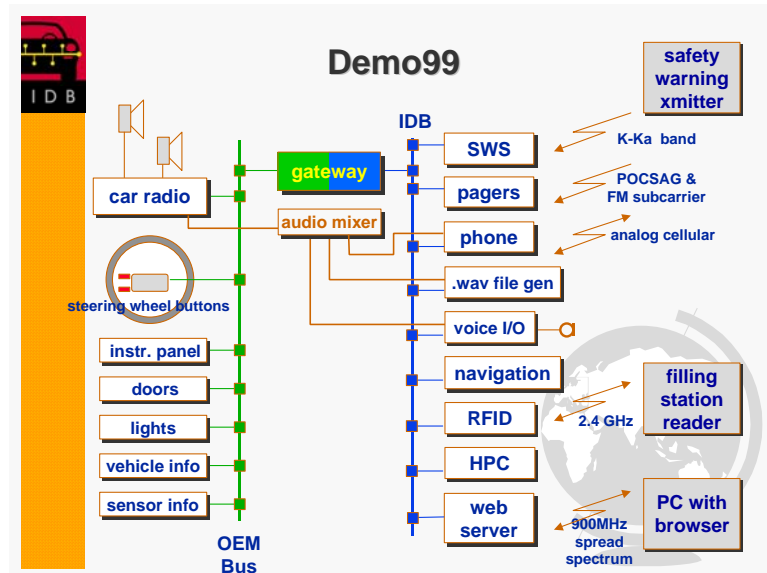 Demo99
I D B
safety
warning
xmitter
IDB
SWS
K-Ka band
gateway
pagers
POCSAG &
FM subcarrier
car radio
audio mixer
phone
analog cellular
.wav file gen
steering wheel buttons
voice I/O
instr. panel
navigation
doors
RFID
2.4 GHz
filling
station
reader
lights
HPC
vehicle info
sensor info
web
server
900MHz
spread
spectrum
PC with
browser
OEM
Bus